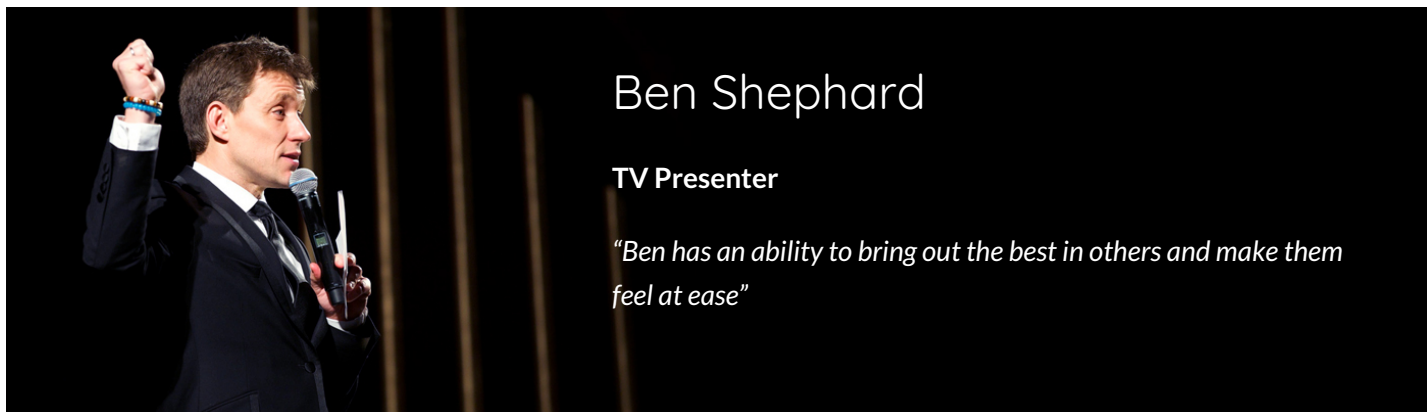 Ben Shephard
TV Presenter
“Ben has an ability to bring out the best in others and make them
feel at ease”